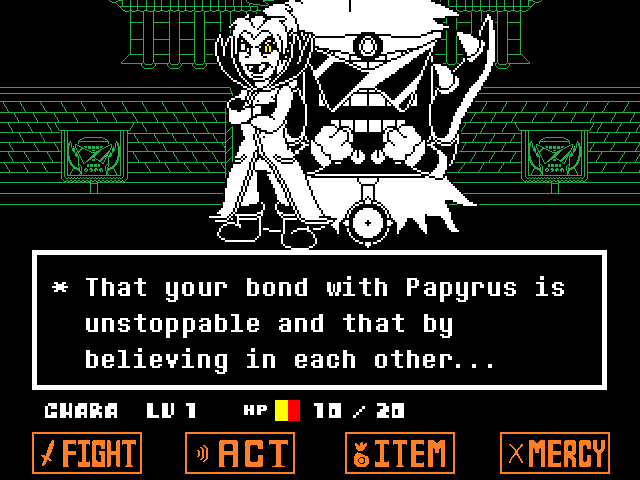 * That your bond with Papyrus is
unstoppable and that by
believing in each other...
CHARA LV 1 HP 10 / 20
FIGHT ACT ITEM MERCY